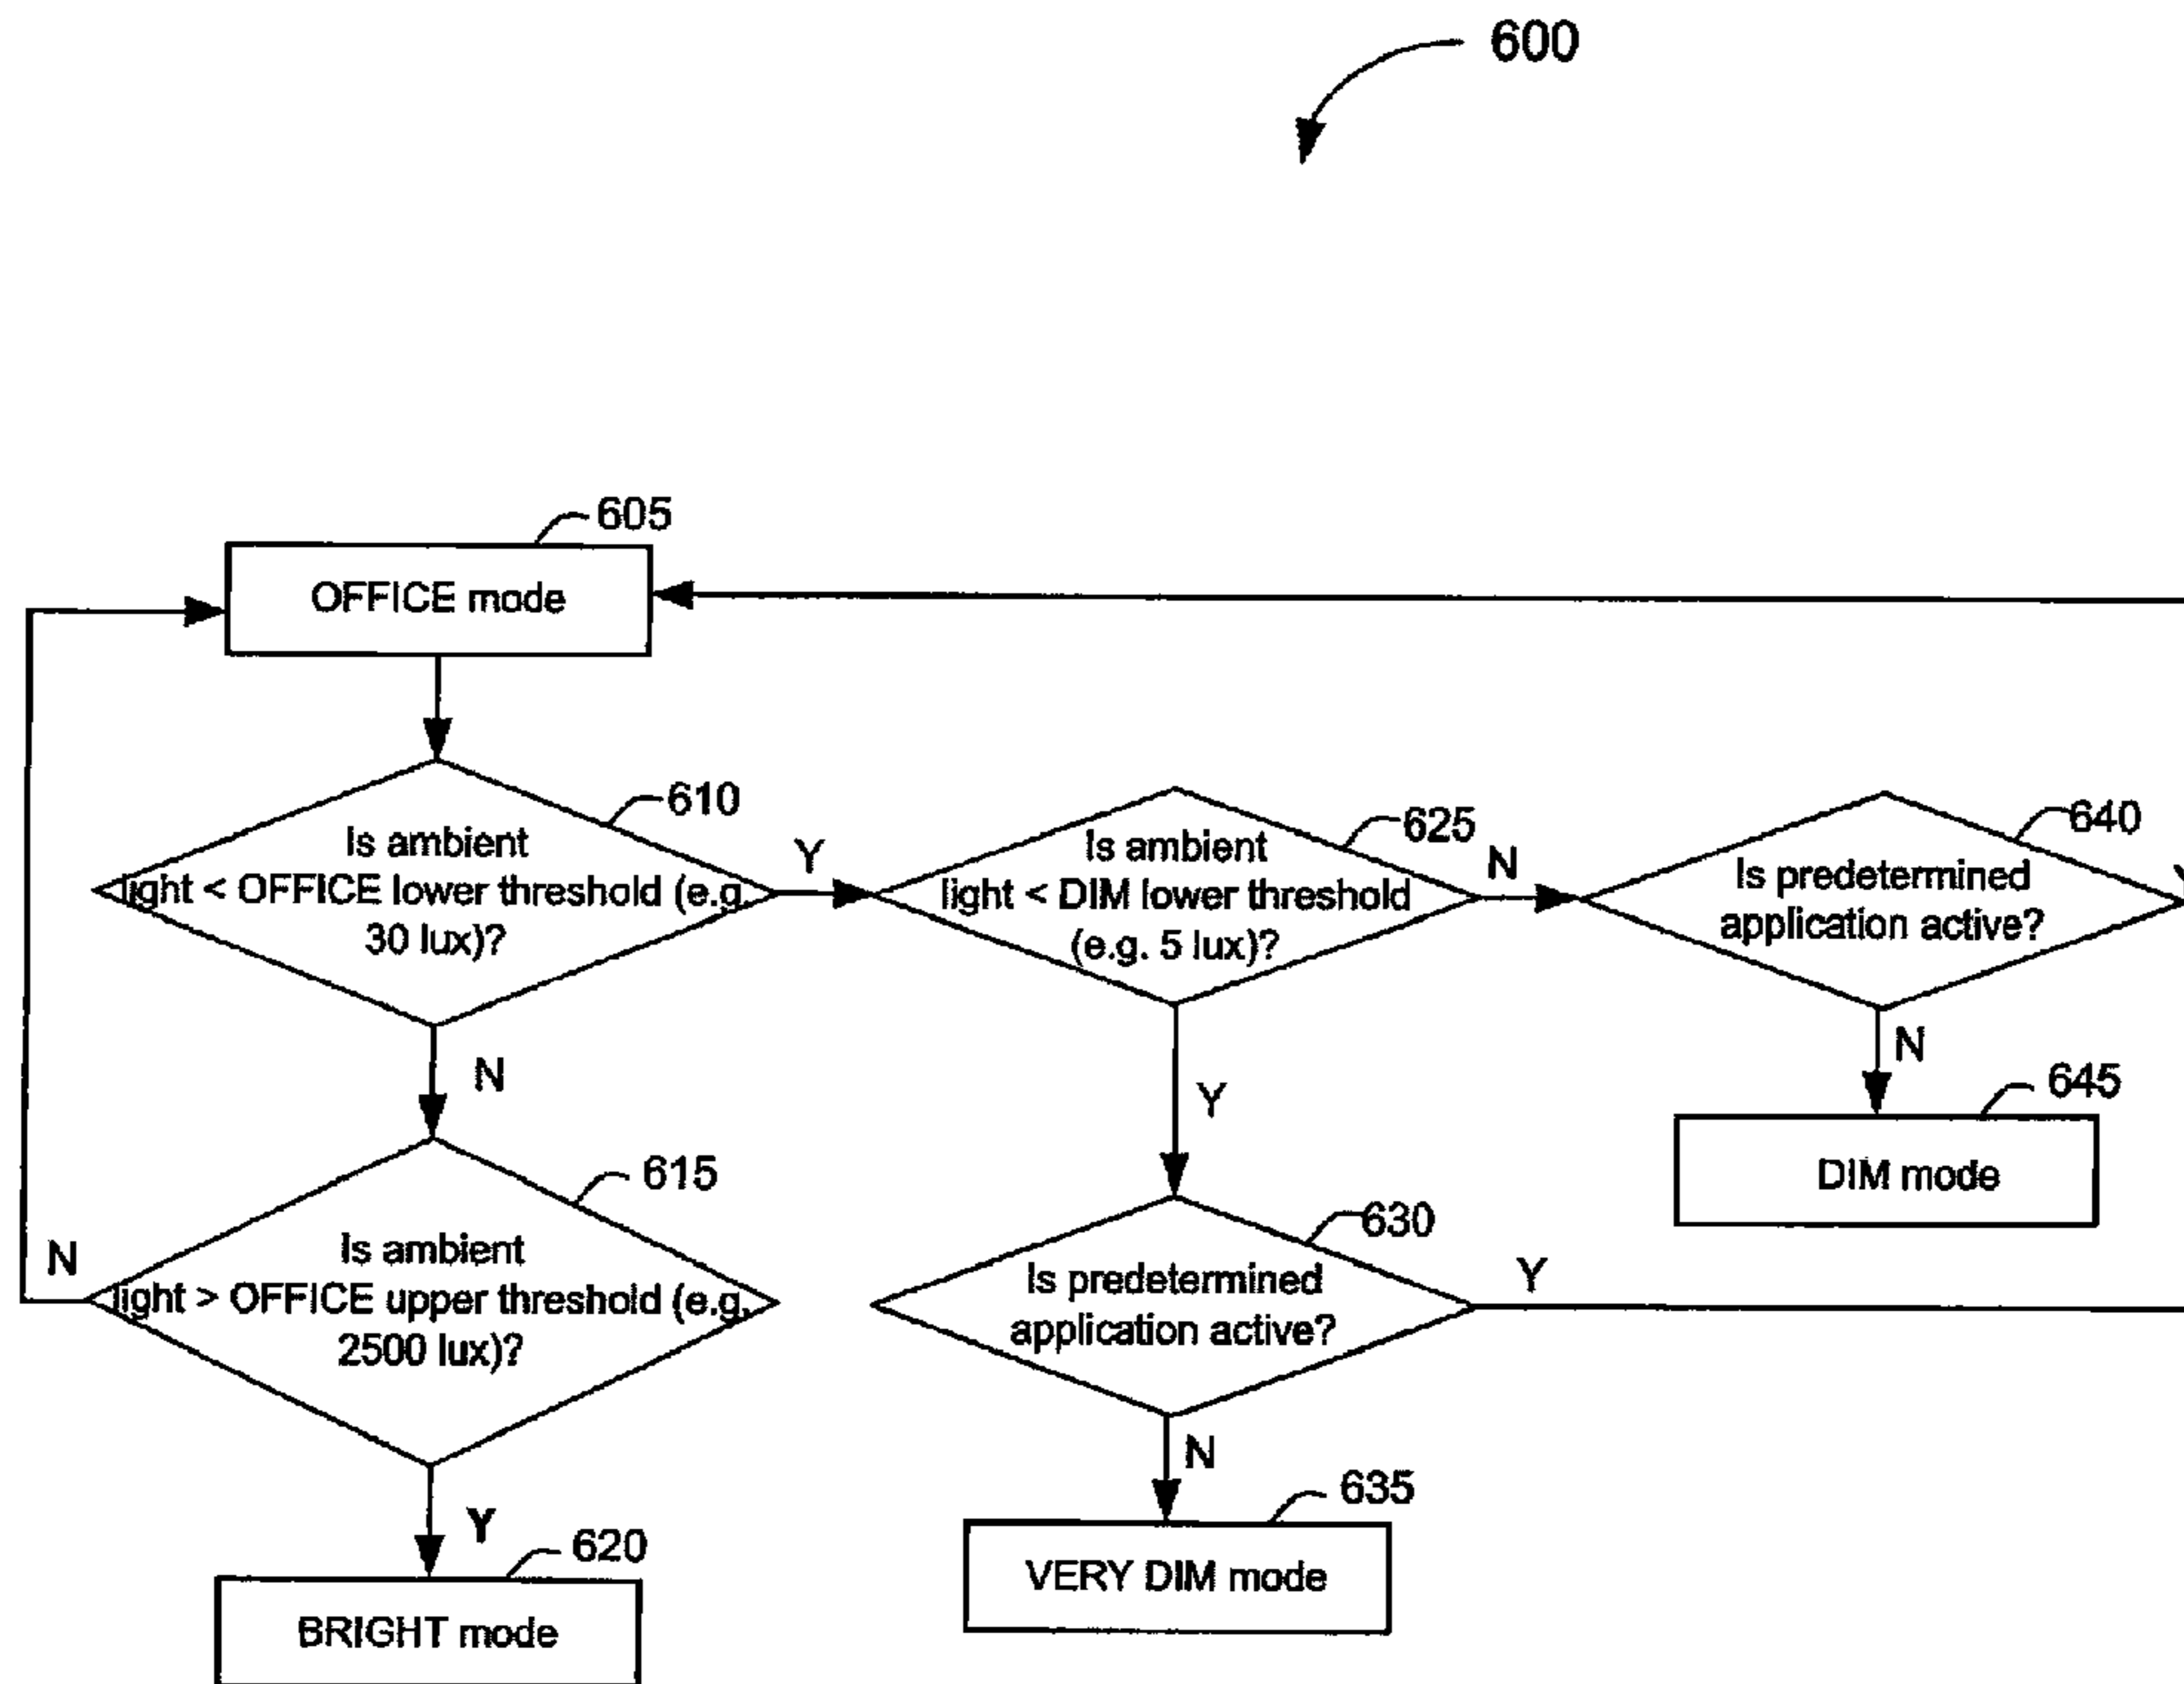 600
605
OFFICE mode
610
Is ambient
light < OFFICE lower threshold (e.g.
30 lux)?
Y
625
Is ambient
light < DIM lower threshold
(e.g. 5 lux)?
N
640
Is predetermined
application active?
Y
N
645
DIM mode
N
615
Is ambient
light > OFFICE upper threshold (e.g.
2500 lux)?
N
Y
620
BRIGHT mode
Y
630
Is predetermined
application active?
Y
N
635
VERY DIM mode